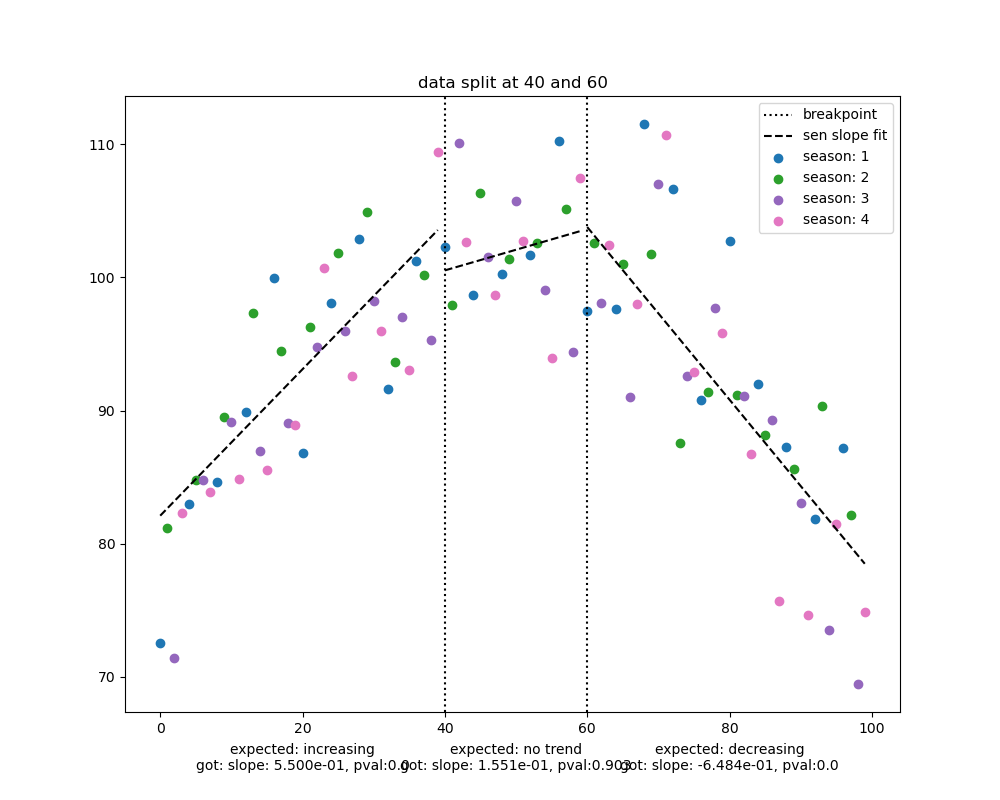 data split at 40 and 60
breakpoint
sen slope fit
season: 1
season: 2
season: 3
season: 4
110
100
90
80
70
0 20 40 60 80 100
expected: increasing expected: no trend expected: decreasing
got: slope: 5.500e-01, pval:0.0 got: slope: 1.551e-01, pval:0.903 got: slope: -6.484e-01, pval:0.0